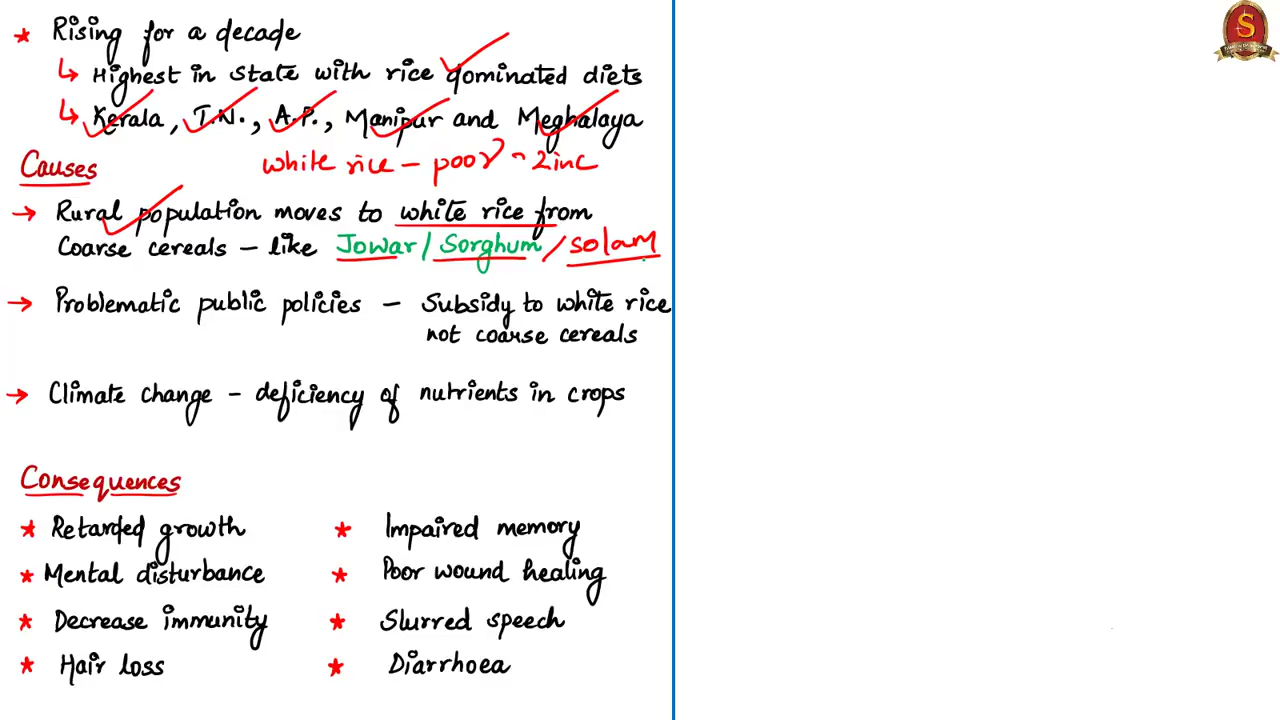 ★ Rising for a decade
↳ Highest in state with rice dominated diets
↳ Kerala, T.N., A.P., Manipur and Meghalaya
white rice – poor in Zinc
Causes
→ Rural population moves to white rice from
Coarse cereals – like Jowar / Sorghum / solam
→ Problematic public policies – Subsidy to white rice
not coarse cereals
→ Climate change – deficiency of nutrients in crops
Consequences
★ Retarded growth ★ Impaired memory
★ Mental disturbance ★ Poor wound healing
★ Decrease immunity ★ Slurred speech
★ Hair loss ★ Diarrhoea
S